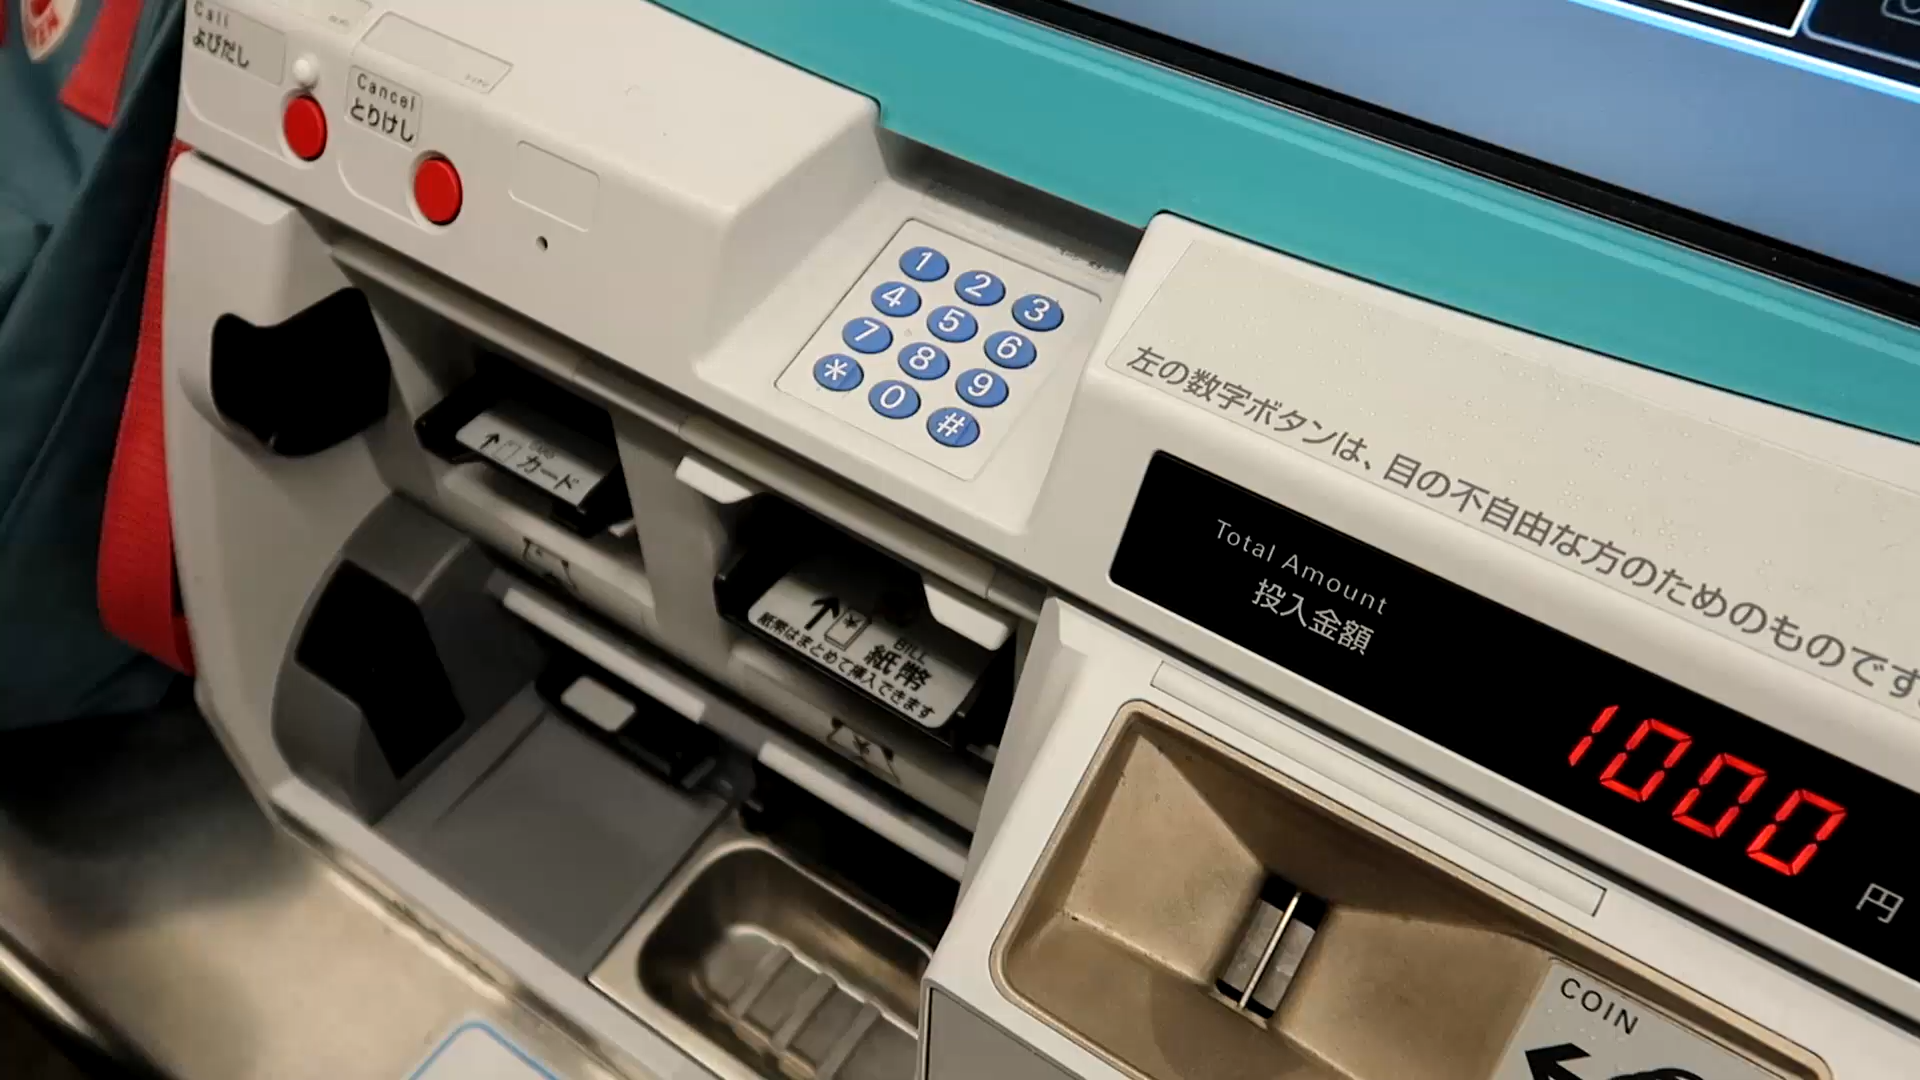 Call
よびだし
Cancel
とりけし
1 2 3
4 5 6
7 8 9
* 0 #
左の数字ボタンは、目の不自由な方のためのものです
CARD
カード
BILL
紙幣
紙幣はまとめて挿入できます
Total Amount
投入金額
1000
円
COIN